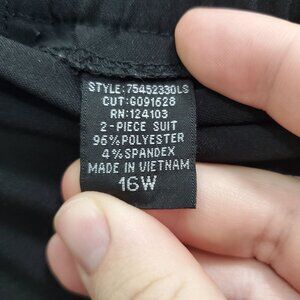 STYLE:75452330LS
CUT:G091628
RN:124103
2-PIECE SUIT
96%POLYESTER
4%SPANDEX
MADE IN VIETNAM
16W